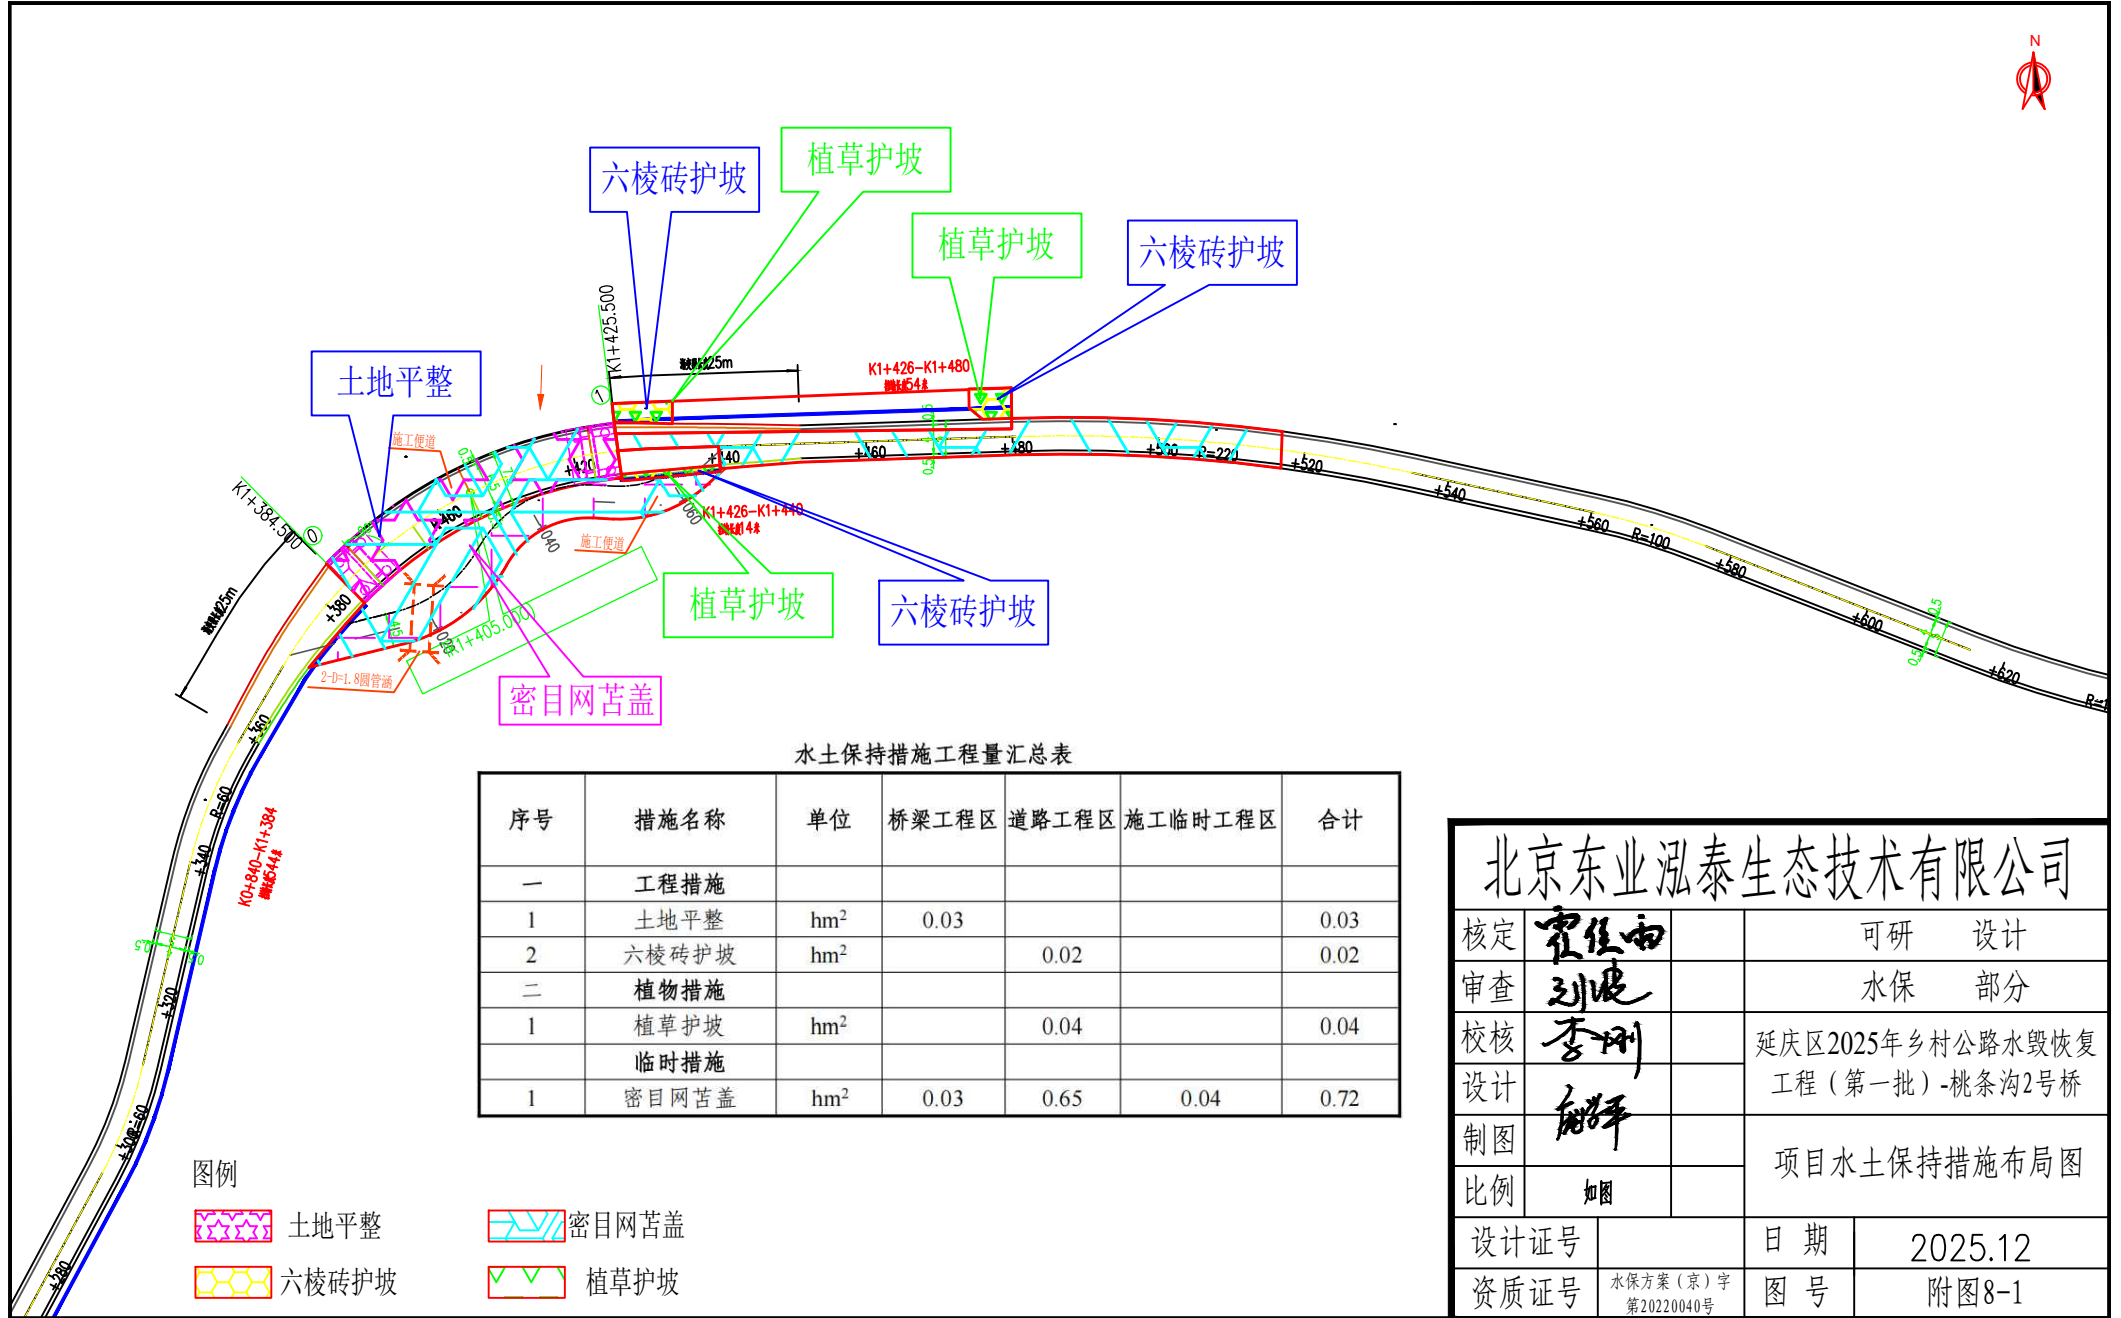 N
植草护坡
六棱砖护坡
植草护坡
六棱砖护坡
K1+425.500
土地平整
K1+426-K1+480
施工便道
1
K1+384.500
0
+420
+440
+460
+480
+500
R=220
+520
+540
+560
R=100
+580
+600
+620
0.5
0.5
0.5
0.5
K1+426-K1+440
施工便道
1040
1060
1020
K1+405.000
+380
植草护坡
六棱砖护坡
2-D=1.8圆管涵
密目网苫盖
+360
R=60
+340
K0+840-K1+384
+320
+300
R=60
+280
水土保持措施工程量汇总表
序号 措施名称 单位 桥梁工程区 道路工程区 施工临时工程区 合计
一 工程措施
1 土地平整 hm² 0.03 0.03
2 六棱砖护坡 hm² 0.02 0.02
二 植物措施
1 植草护坡 hm² 0.04 0.04
临时措施
1 密目网苫盖 hm² 0.03 0.65 0.04 0.72
图例
土地平整
密目网苫盖
六棱砖护坡
植草护坡
北京东业泓泰生态技术有限公司
核定 可研 设计
审查 水保 部分
校核 李刚
延庆区2025年乡村公路水毁恢复
工程（第一批）-桃条沟2号桥
设计
制图
项目水土保持措施布局图
比例 如图
设计证号 日 期 2025.12
资质证号 水保方案（京）字
第20220040号
图 号 附图8-1